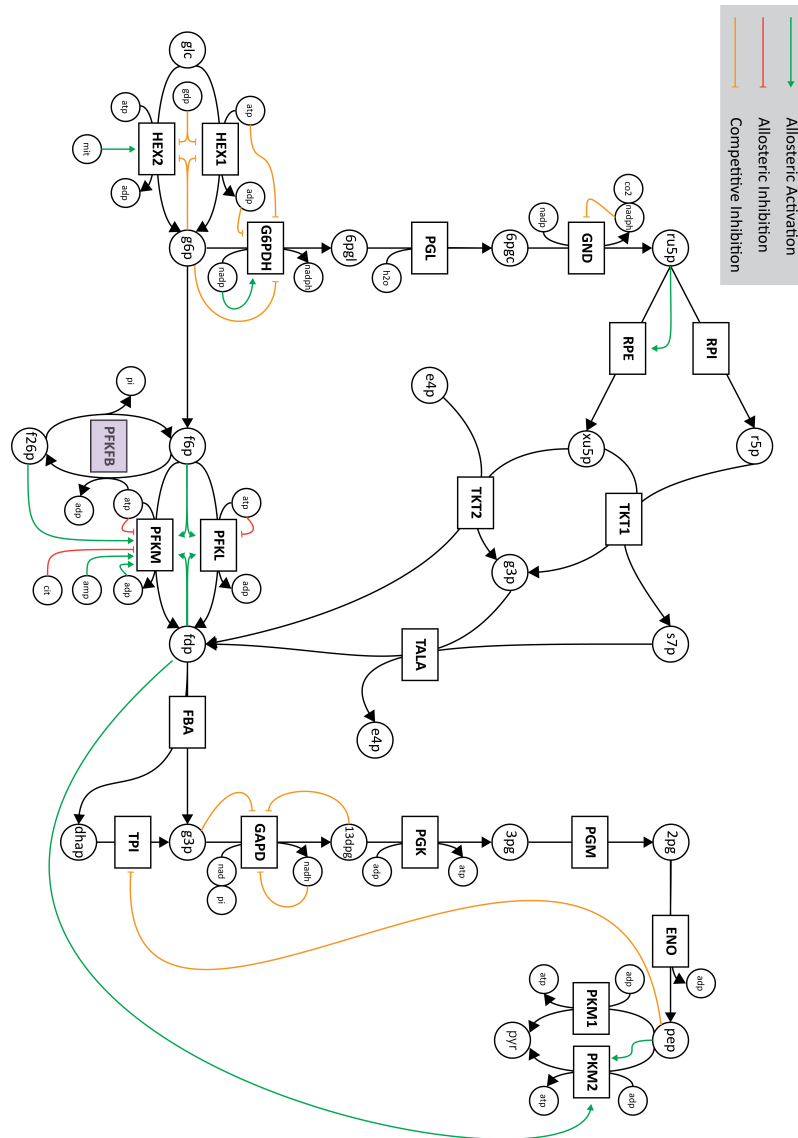 Allosteric Activation
Allosteric Inhibition
Competitive Inhibition
r5p
RPI
adp
ru5p
s7p
2pg
ENO
pep
co2
nadph
RPE
TKT1
adp
adp
GND
xu5p
PGM
PKM1
PKM2
nadp
atp
atp
6pgc
g3p
3pg
pyr
TKT2
atp
PGL
e4p
TALA
PGK
h2o
e4p
adp
6pgl
13dpg
nadph
nadh
G6PDH
GAPD
atp
adp
atp
adp
nadp
nad
pi
HEX1
PFKL
glc
gdp
g6p
f6p
fdp
FBA
g3p
HEX2
PFKM
atp
adp
pi
atp
adp
TPI
PFKFB
mit
adp
amp
dhap
f26p
cit